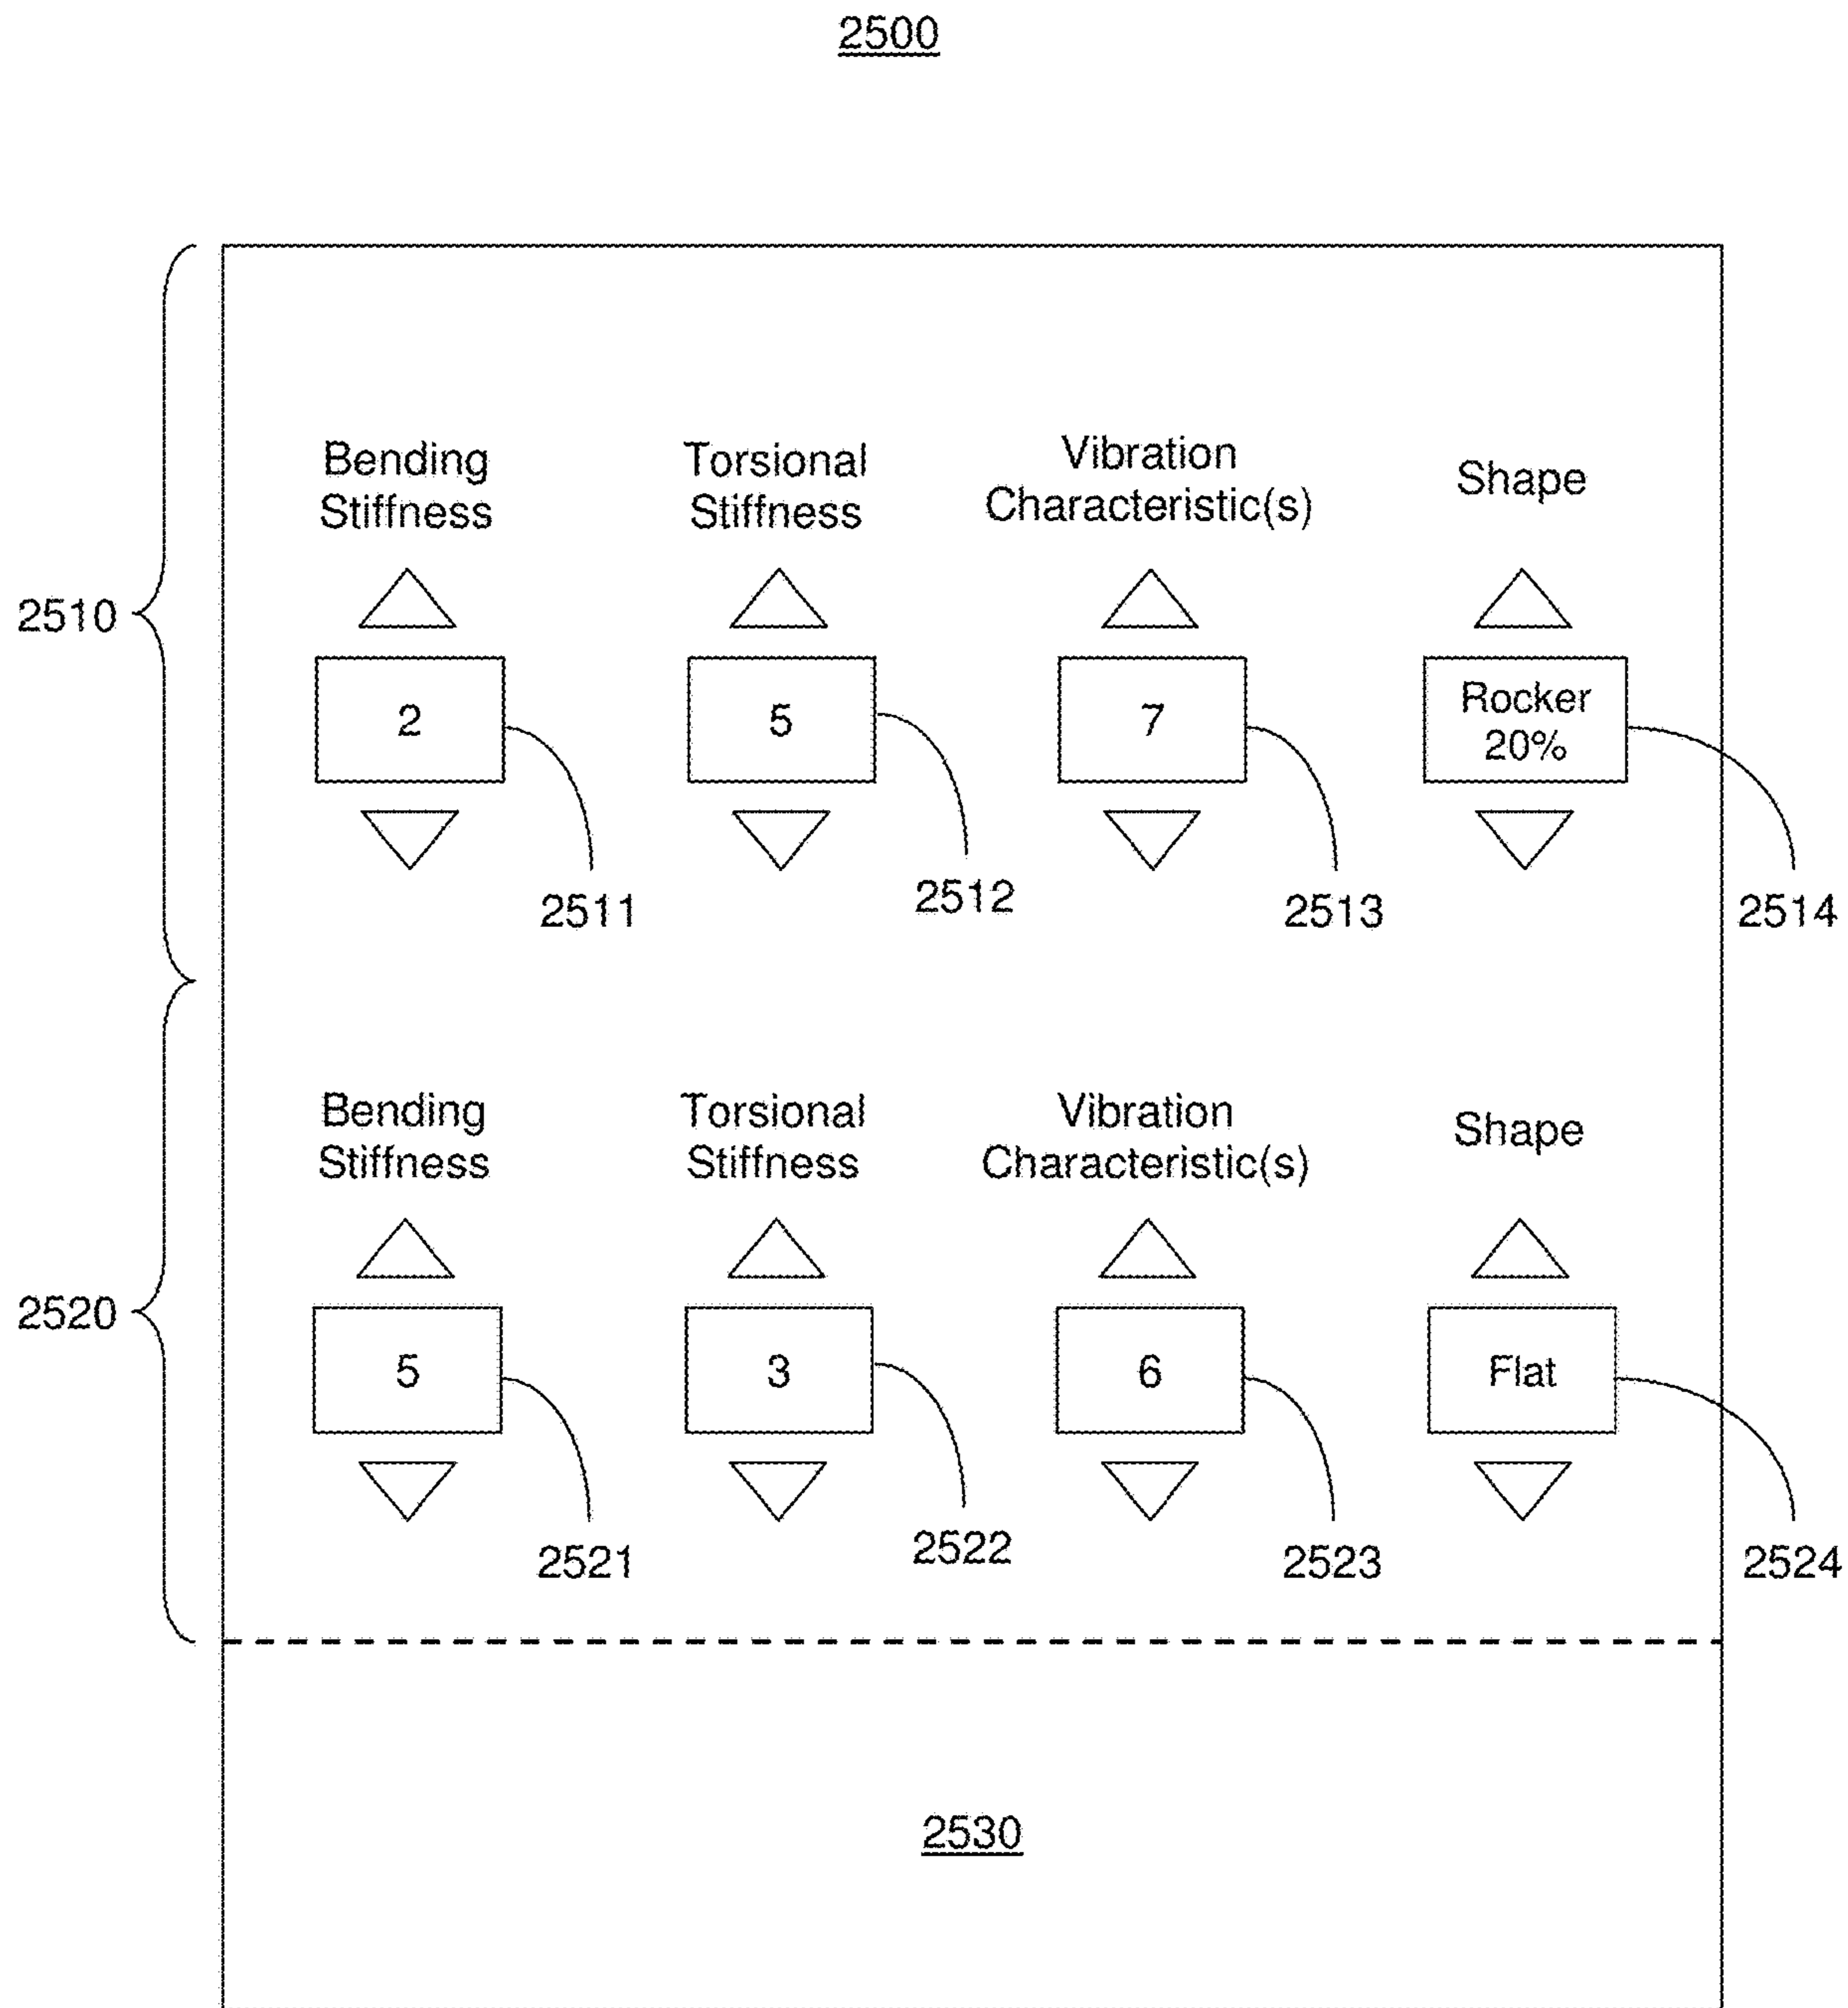 2500
Bending Torsional Vibration Shape
Stiffness Stiffness Characteristic(s)
2510
2 5 7 Rocker
20%
2511 2512 2513 2514
Bending Torsional Vibration Shape
Stiffness Stiffness Characteristic(s)
2520
5 3 6 Flat
2521 2522 2523 2524
2530